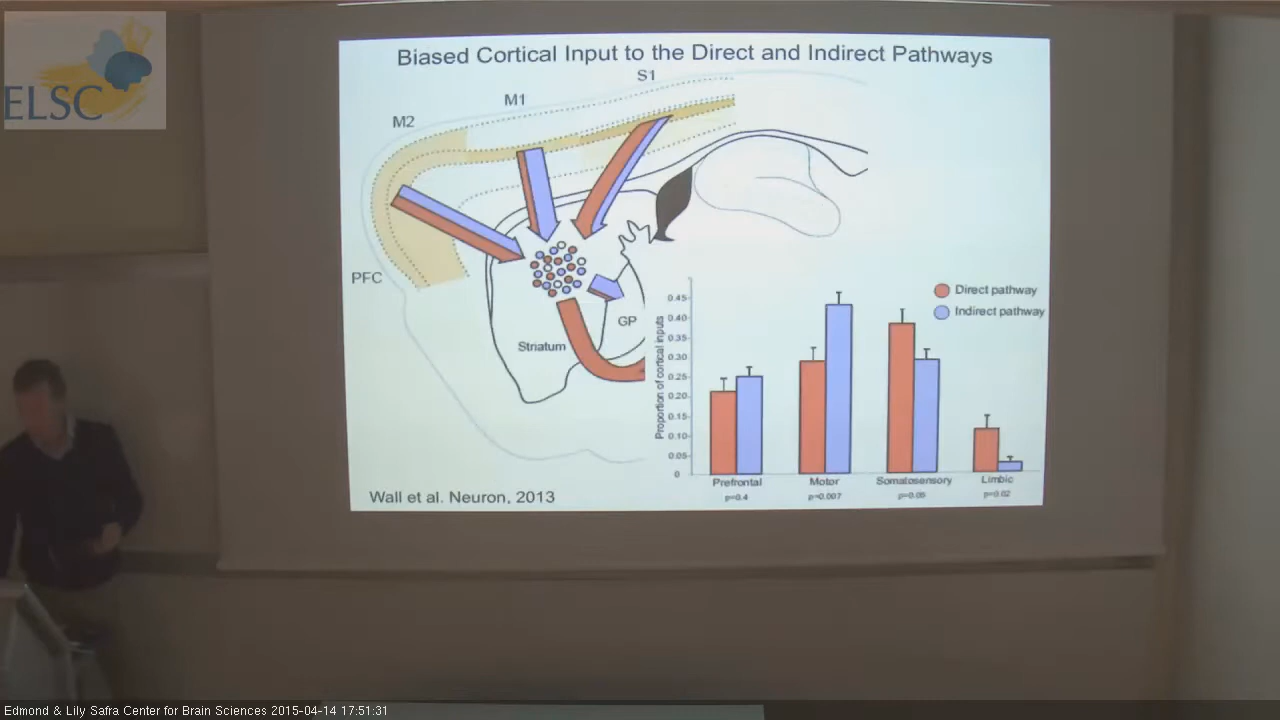 ELSC
Biased Cortical Input to the Direct and Indirect Pathways
S1
M1
M2
PFC
GP
Striatum
Direct pathway
Indirect pathway
Proportion of cortical inputs
0.45
0.40
0.35
0.30
0.25
0.20
0.15
0.10
0.05
0
Prefrontal
p=0.4
Motor
p=0.007
Somatosensory
p=0.05
Limbic
p=0.02
Wall et al. Neuron, 2013
Edmond & Lily Safra Center for Brain Sciences 2015-04-14 17:51:31